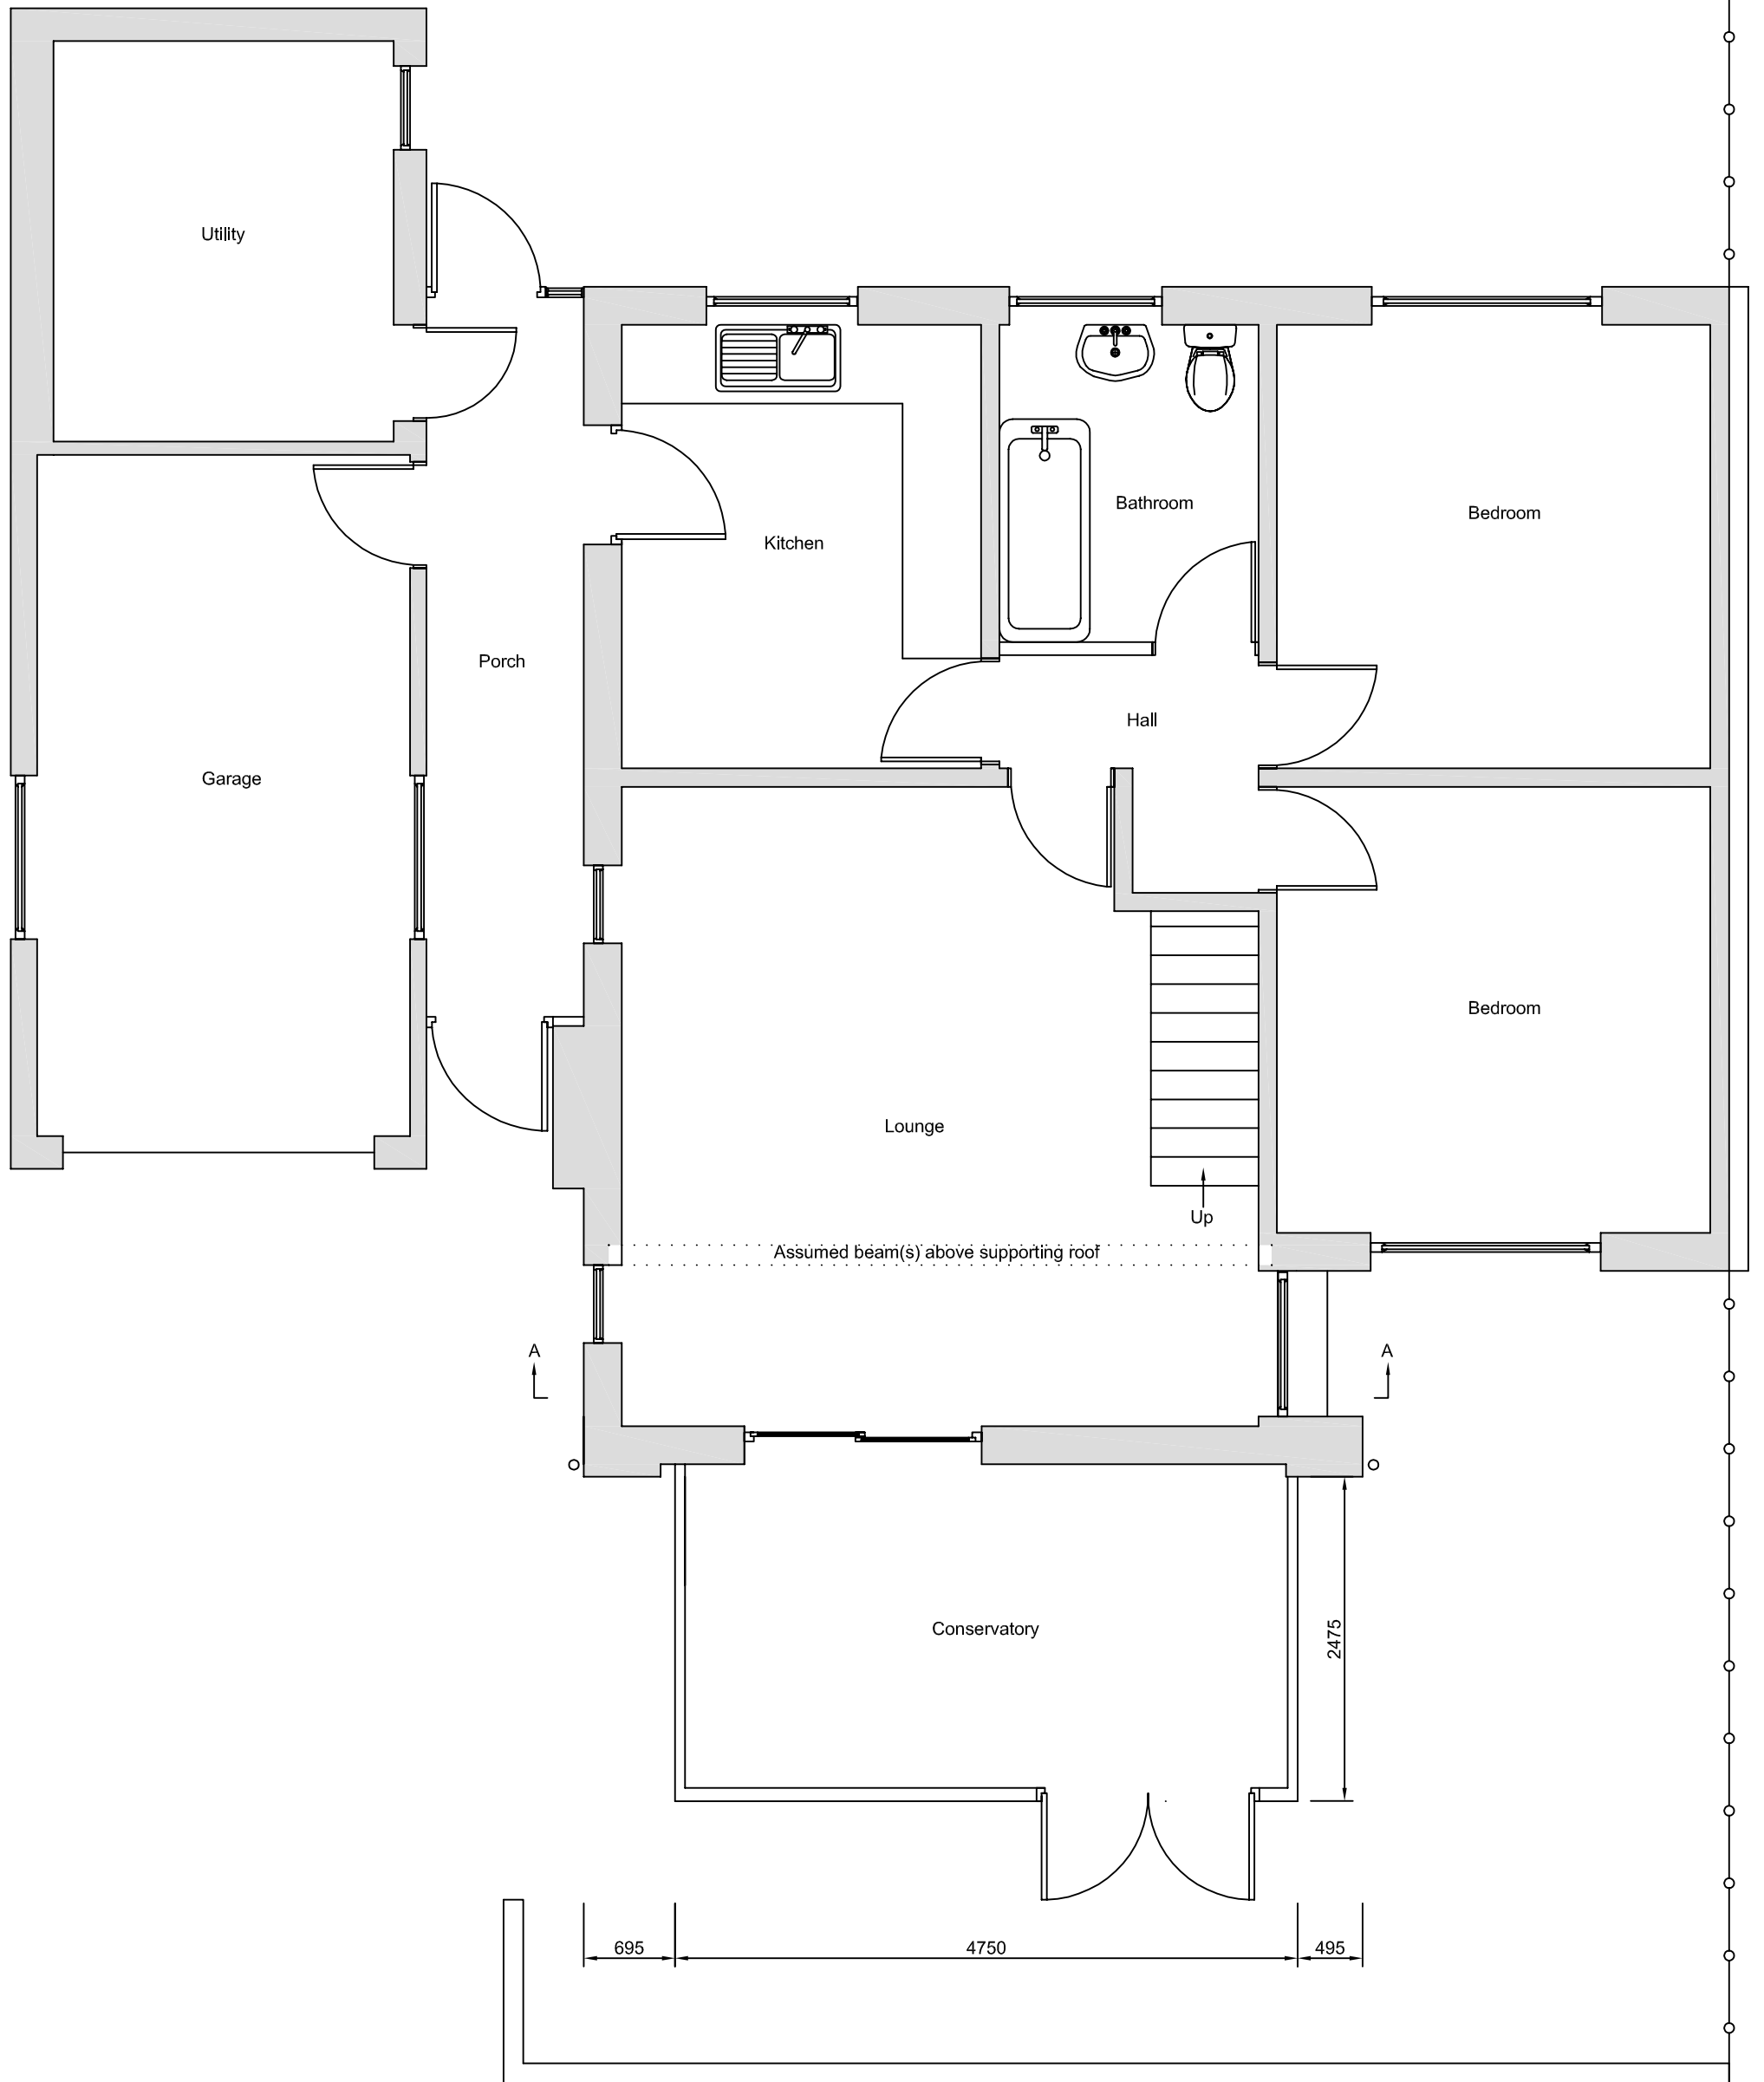 Utility
Bathroom
Bedroom
Kitchen
Porch
Hall
Garage
Bedroom
Lounge
Up
Assumed beam(s) above supporting roof
A
A
Conservatory
2475
695
4750
495